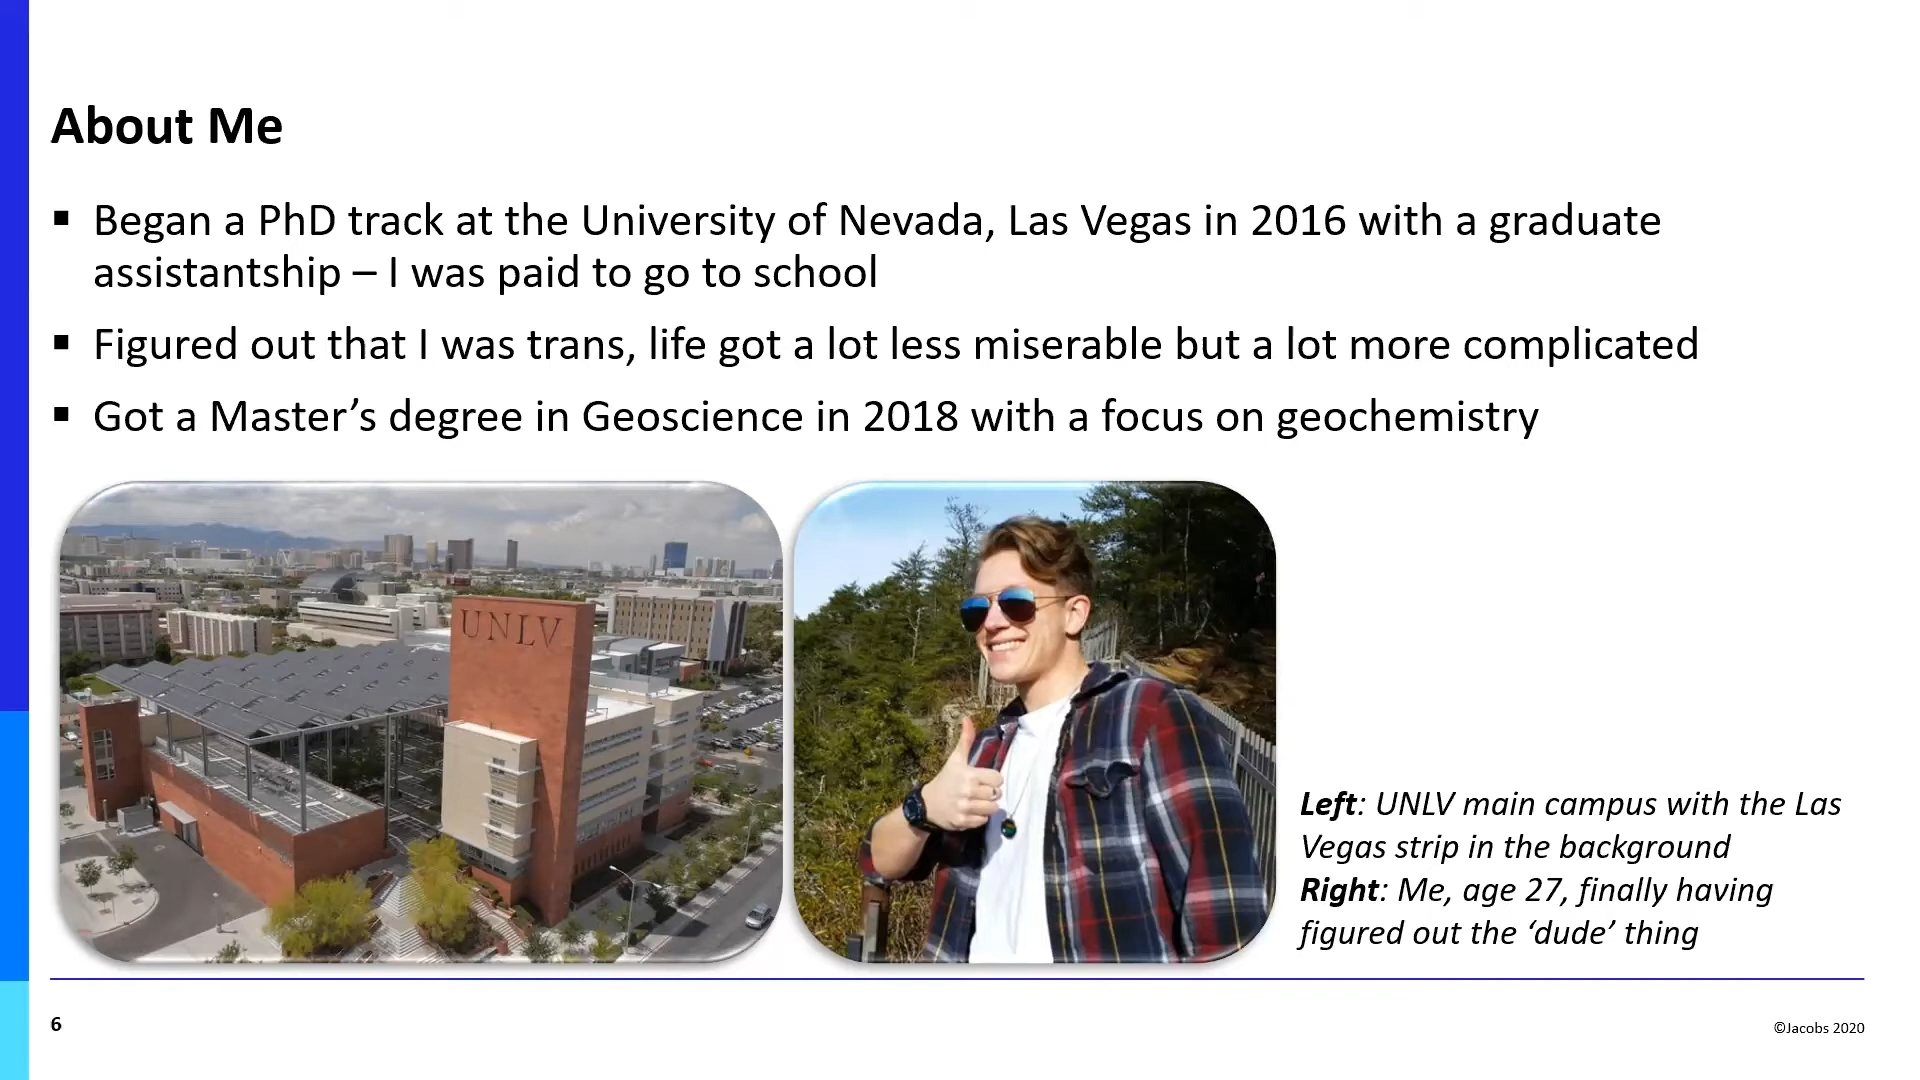 About Me
▪ Began a PhD track at the University of Nevada, Las Vegas in 2016 with a graduate
assistantship – I was paid to go to school
▪ Figured out that I was trans, life got a lot less miserable but a lot more complicated
▪ Got a Master’s degree in Geoscience in 2018 with a focus on geochemistry
UNLV
Left: UNLV main campus with the Las
Vegas strip in the background
Right: Me, age 27, finally having
figured out the ‘dude’ thing
6
©Jacobs 2020